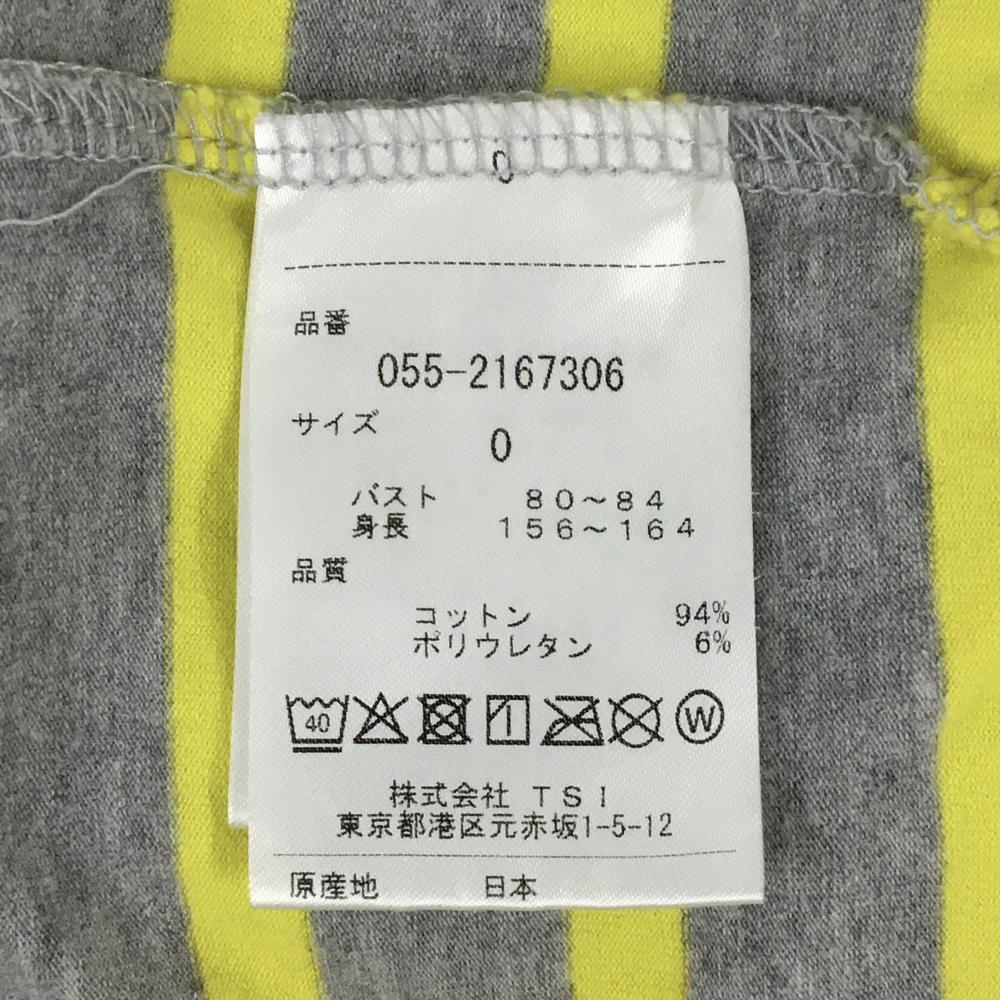 0
品番
055-2167306
サイズ
0
バスト 80～84
身長 156～164
品質
コットン 94%
ポリウレタン 6%
40 W
株式会社 TSI
東京都港区元赤坂1-5-12
原産地 日本